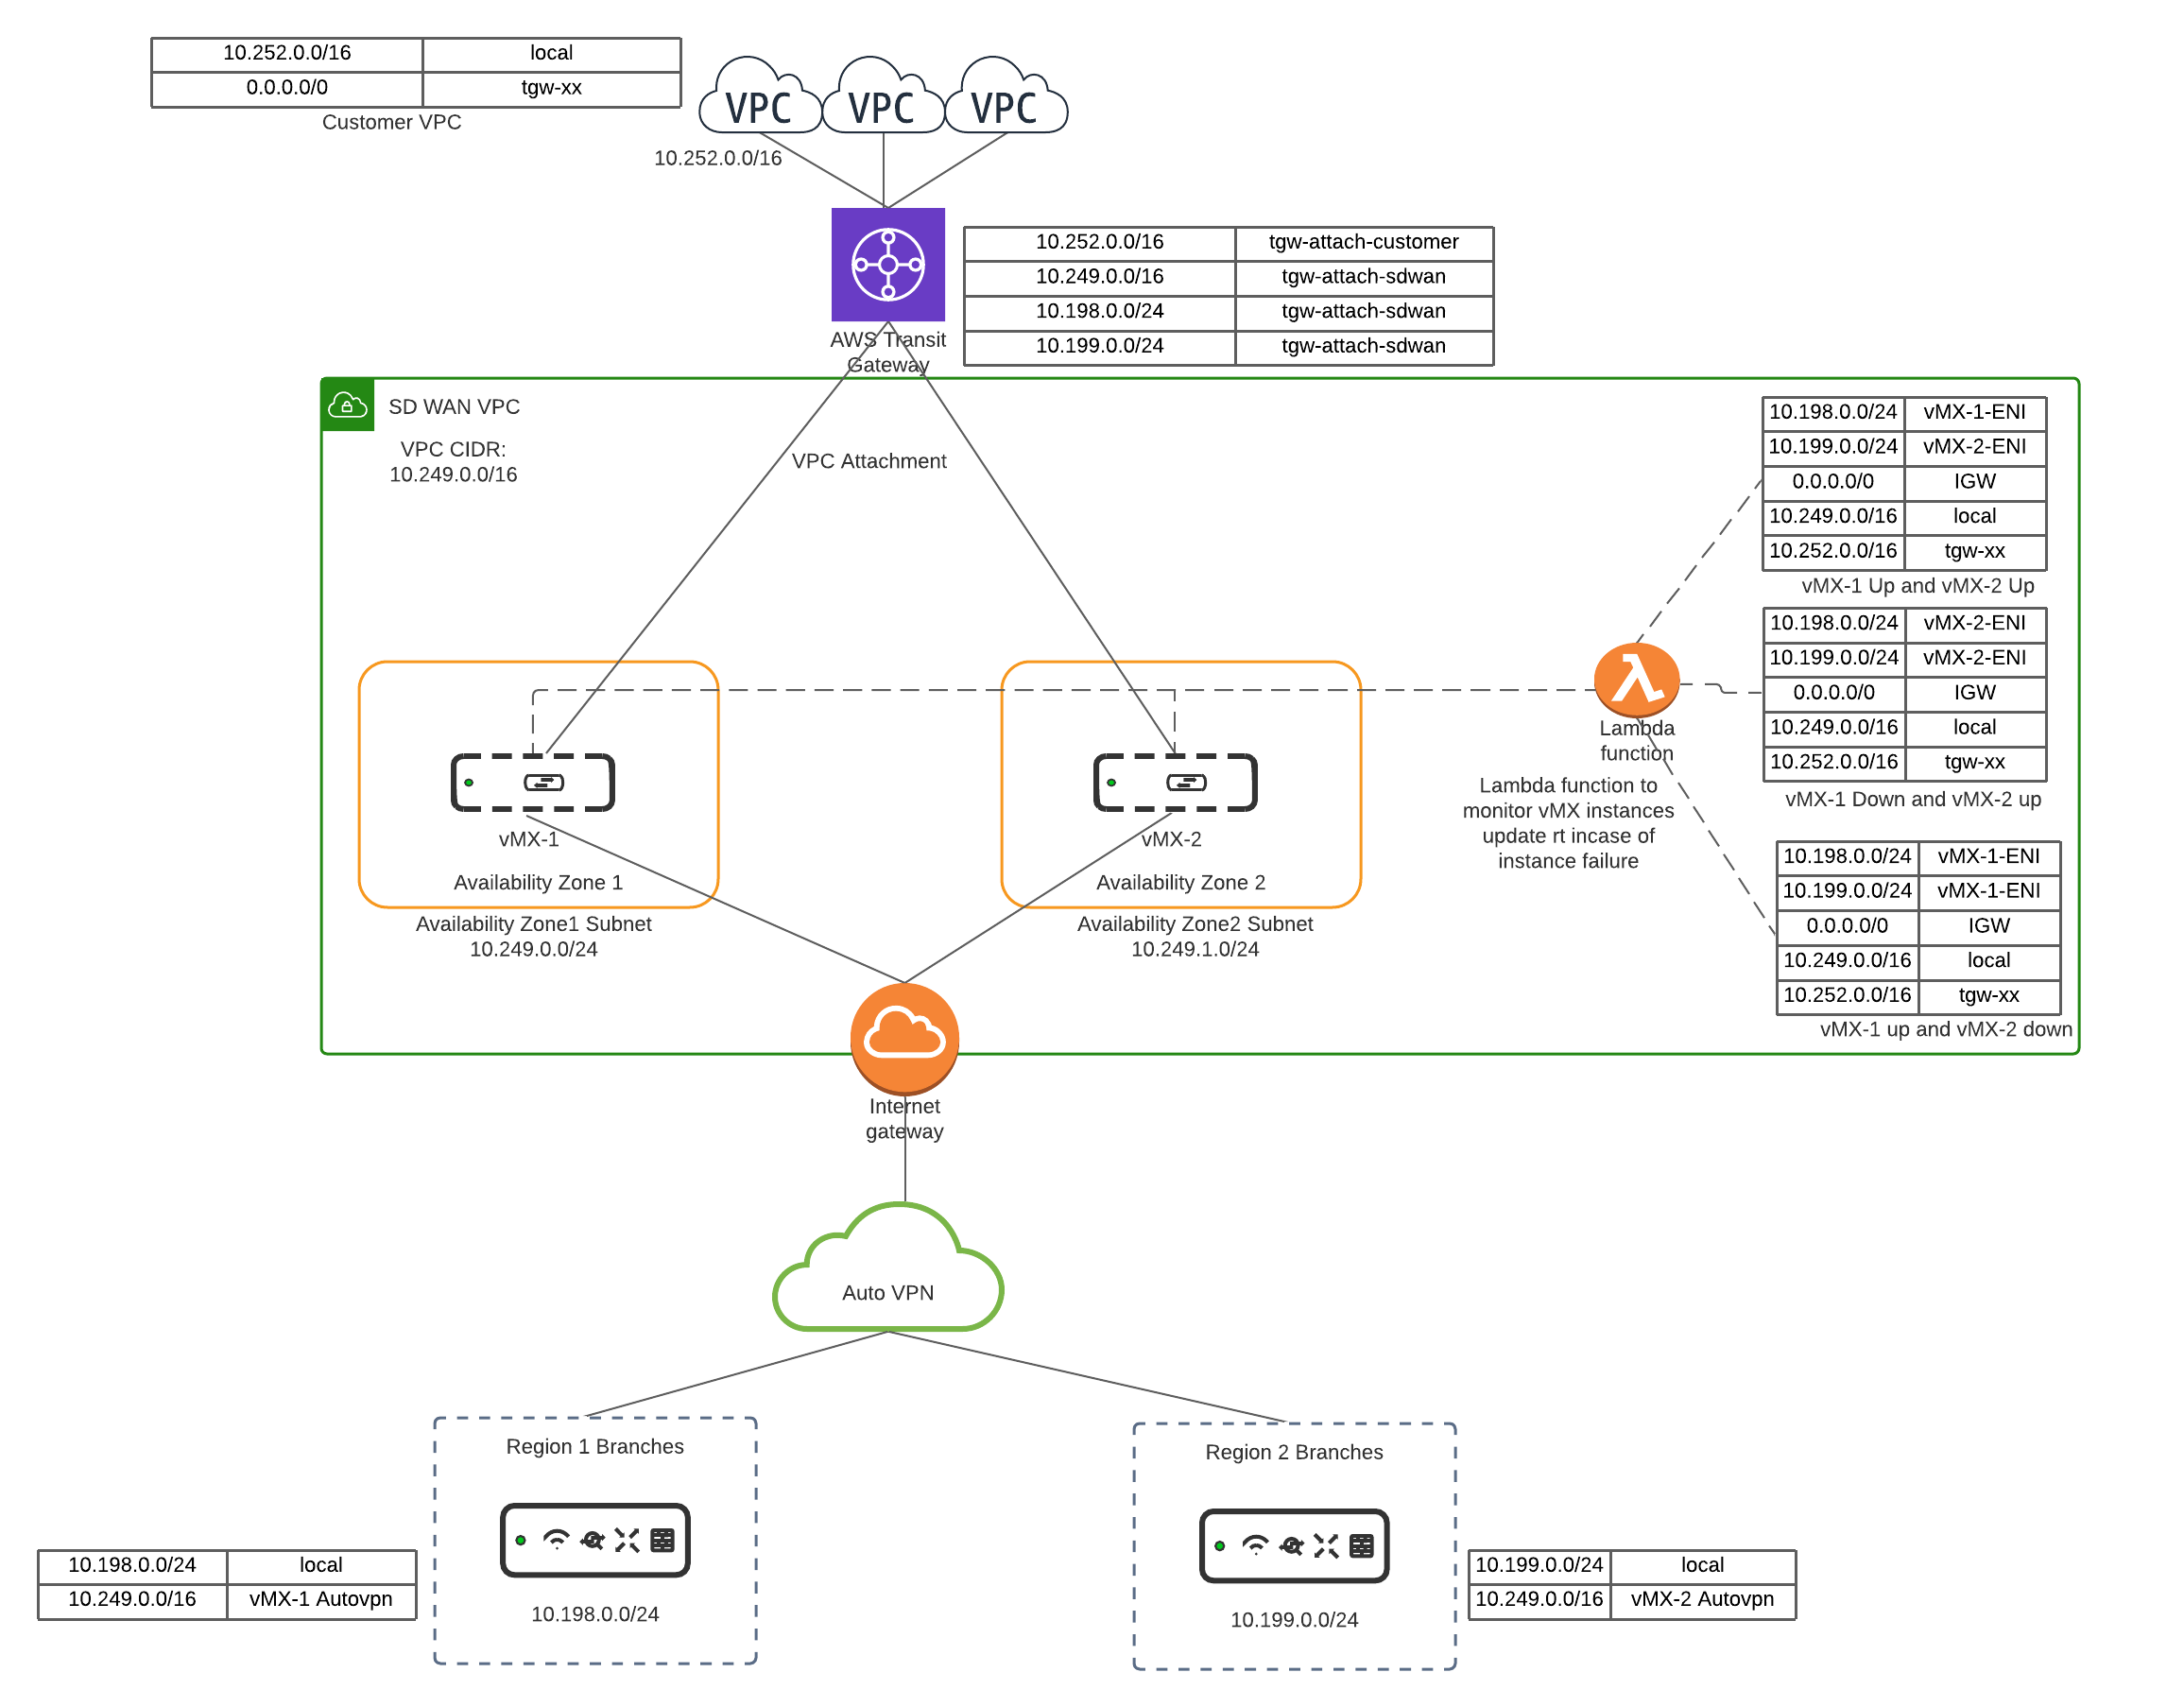 10.252.0.0/16 local
0.0.0.0/0 tgw-xx
Customer VPC
VPC VPC VPC
10.252.0.0/16
10.252.0.0/16 tgw-attach-customer
10.249.0.0/16 tgw-attach-sdwan
10.198.0.0/24 tgw-attach-sdwan
10.199.0.0/24 tgw-attach-sdwan
AWS Transit
Gateway
SD WAN VPC
VPC CIDR:
10.249.0.0/16
VPC Attachment
10.198.0.0/24 vMX-1-ENI
10.199.0.0/24 vMX-2-ENI
0.0.0.0/0 IGW
10.249.0.0/16 local
10.252.0.0/16 tgw-xx
vMX-1 Up and vMX-2 Up
10.198.0.0/24 vMX-2-ENI
10.199.0.0/24 vMX-2-ENI
0.0.0.0/0 IGW
10.249.0.0/16 local
10.252.0.0/16 tgw-xx
vMX-1 Down and vMX-2 up
Lambda
function
Lambda function to
monitor vMX instances
update rt incase of
instance failure
10.198.0.0/24 vMX-1-ENI
10.199.0.0/24 vMX-1-ENI
0.0.0.0/0 IGW
10.249.0.0/16 local
10.252.0.0/16 tgw-xx
vMX-1 up and vMX-2 down
vMX-1
Availability Zone 1
Availability Zone1 Subnet
10.249.0.0/24
vMX-2
Availability Zone 2
Availability Zone2 Subnet
10.249.1.0/24
Internet
gateway
Auto VPN
Region 1 Branches
10.198.0.0/24
10.198.0.0/24 local
10.249.0.0/16 vMX-1 Autovpn
Region 2 Branches
10.199.0.0/24
10.199.0.0/24 local
10.249.0.0/16 vMX-2 Autovpn